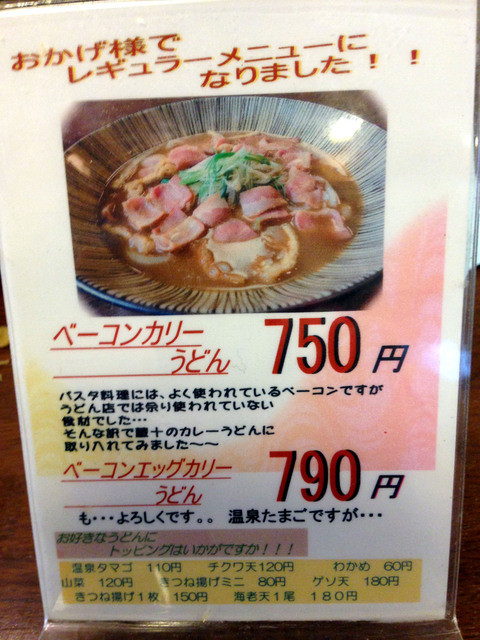 おかげ様で
レギュラーメニューに
なりました！！
ベーコンカリー
うどん
750円
パスタ料理には、よく使われているベーコンですが
うどん店では余り使われていない
食材でした…
そんな訳で龍十のカレーうどんに
取り入れてみました～～
ベーコンエッグカリー
うどん
790円
も・・・よろしくです。。 温泉たまごですが・・・
お好きなうどんに
トッピングはいかがですか！！！
温泉タマゴ 110円 チクワ天120円 わかめ 60円
山菜 120円 きつね揚げミニ 80円 ゲソ天 180円
きつね揚げ1枚 150円 海老天1尾 180円